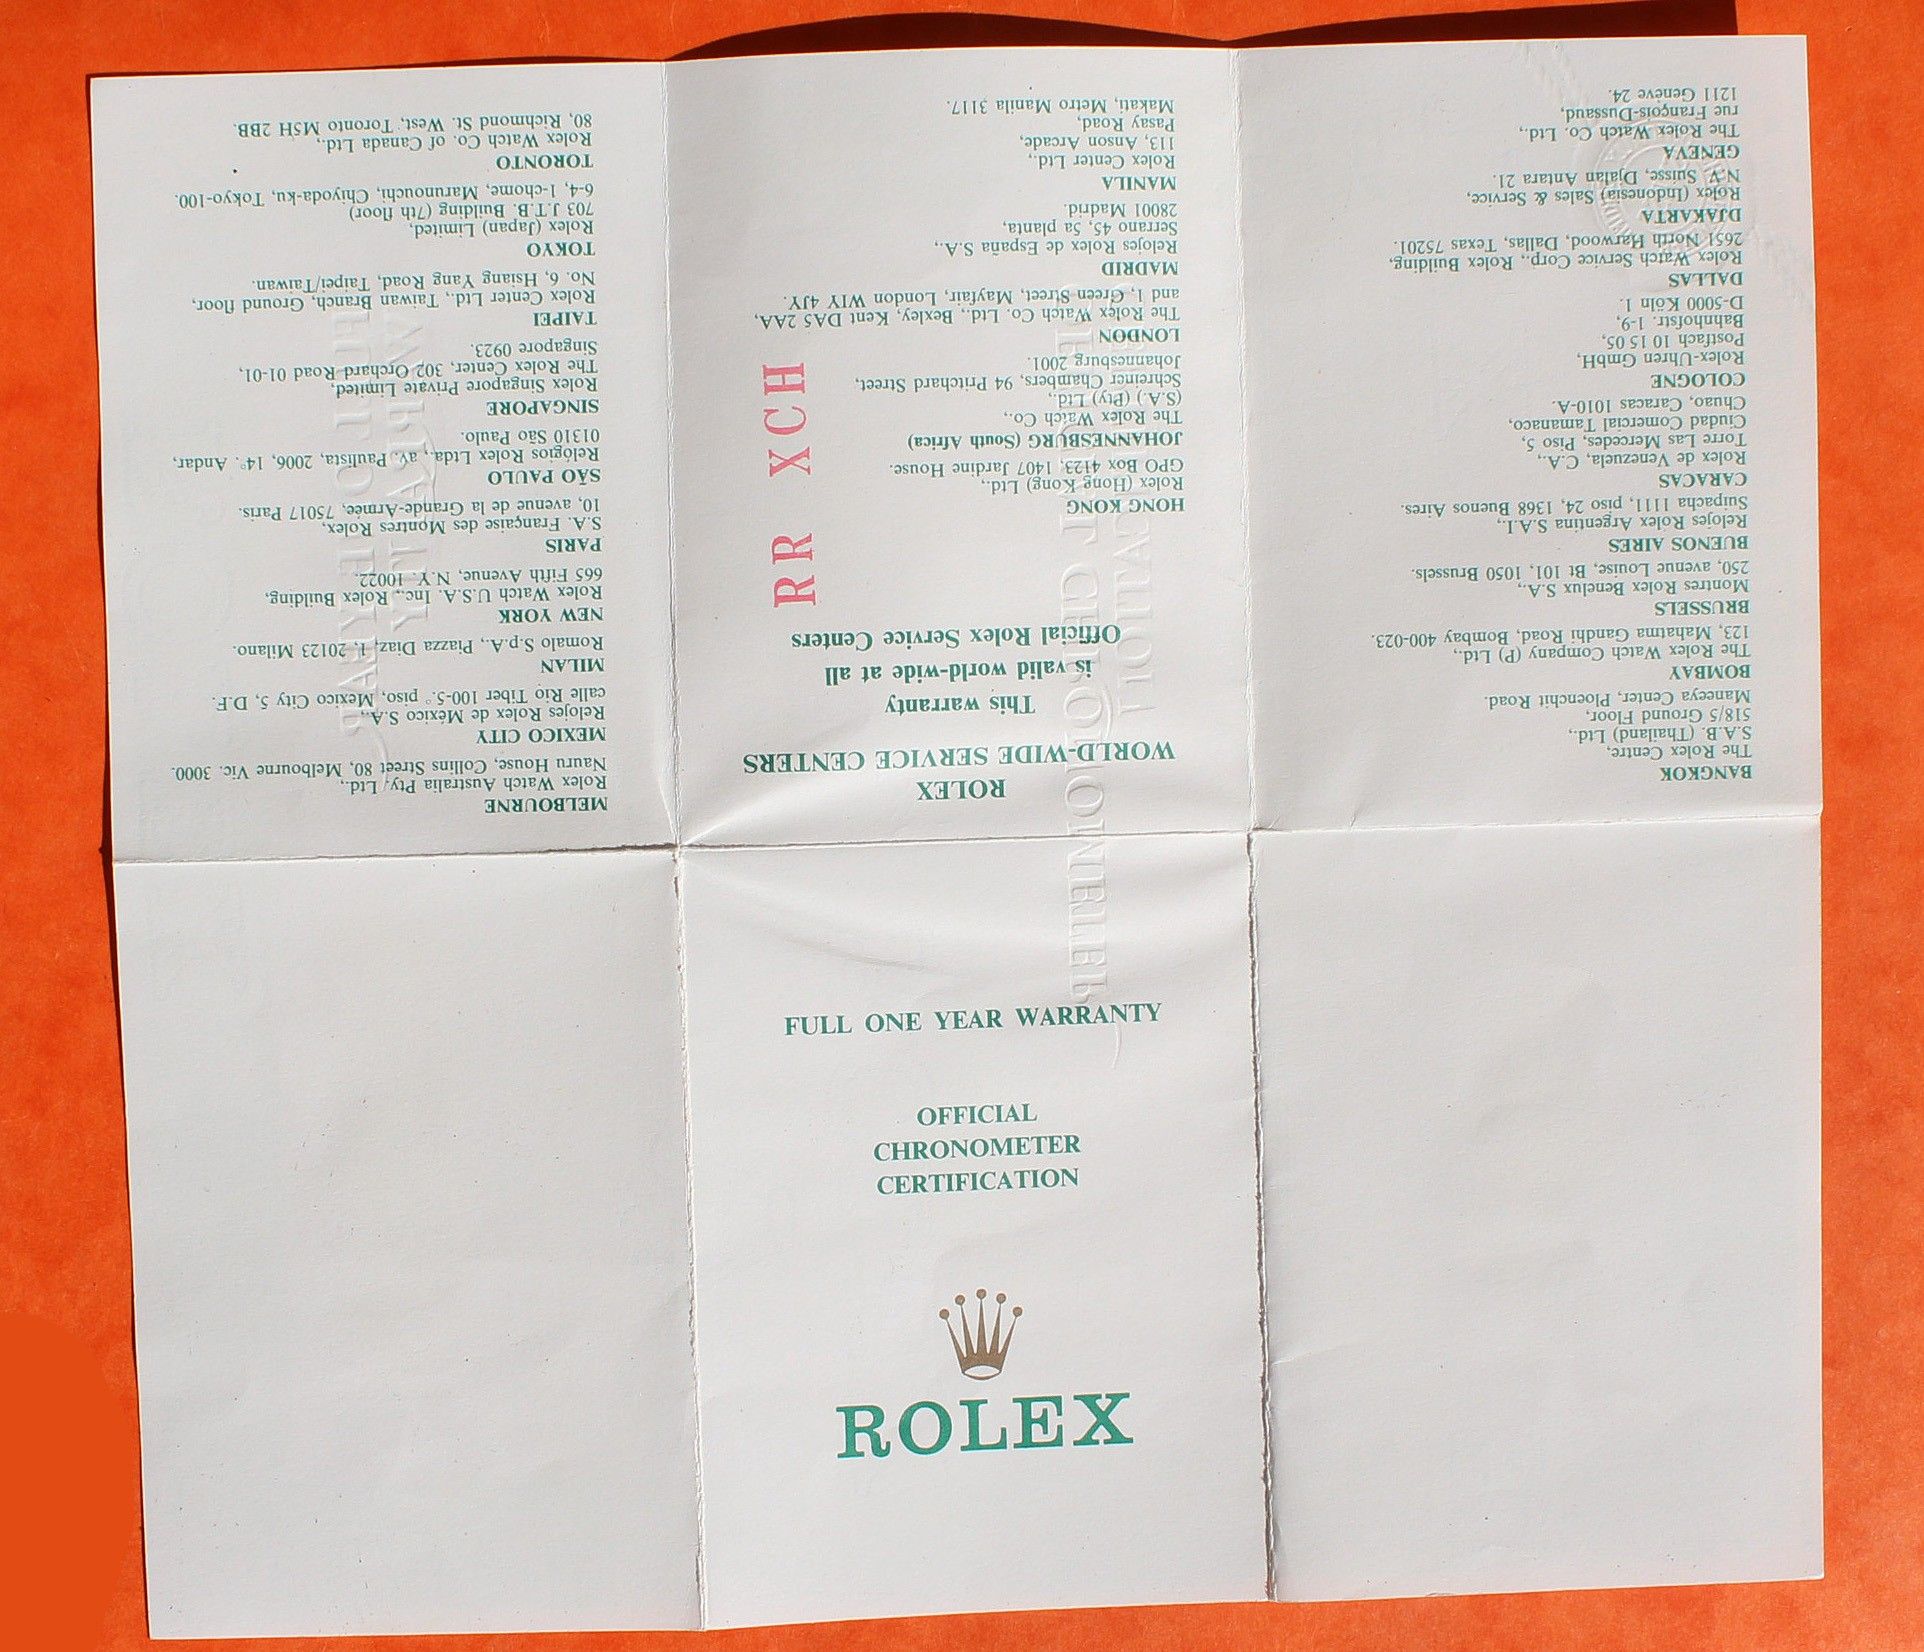 FULL ONE YEAR WARRANTY
OFFICIAL
CHRONOMETER
CERTIFICATION
ROLEX
ROLEX
WORLD-WIDE SERVICE CENTERS
This warranty
is valid world-wide at all
Official Rolex Service Centers
RR XCH
BANGKOK
The Rolex Centre,
S.A.B. (Thailand) Ltd.,
518/5 Ground Floor,
Maneeya Center, Ploenchit Road.
BOMBAY
The Rolex Watch Company (P) Ltd.,
123, Mahatma Gandhi Road, Bombay 400-023.
BRUSSELS
Montres Rolex Benelux S.A.,
250, avenue Louise, Bt 101, 1050 Brussels.
BUENOS AIRES
Relojes Rolex Argentina S.A.I.,
Suipacha 1111, piso 24, 1368 Buenos Aires.
CARACAS
Rolex de Venezuela, C.A.,
Torre Las Mercedes, Piso 5,
Ciudad Comercial Tamanaco,
Chuao, Caracas 1010-A.
COLOGNE
Rolex-Uhren GmbH,
Postfach 10 15 05,
Bahnhofstr. 1-9,
D-5000 Köln 1.
DALLAS
Rolex Watch Service Corp., Rolex Building,
2651 North Harwood, Dallas, Texas 75201.
DJAKARTA
Rolex (Indonesia) Sales & Service,
N.V. Suisse, Djalan Antara 21.
GENEVA
The Rolex Watch Co. Ltd.,
rue François-Dussaud,
1211 Genève 24.
HONG KONG
Rolex (Hong Kong) Ltd.,
GPO Box 4123, 1407 Jardine House.
JOHANNESBURG (South Africa)
The Rolex Watch Co.,
(S.A.) (Pty) Ltd.,
Schreiner Chambers, 94 Pritchard Street,
Johannesburg 2001.
LONDON
The Rolex Watch Co. Ltd., Bexley, Kent DA5 2AA,
and 1, Green Street, Mayfair, London W1Y 4JY.
MADRID
Relojes Rolex de España S.A.,
Serrano 45, 5a planta,
28001 Madrid.
MANILA
Rolex Center Ltd.,
113, Anson Arcade,
Pasay Road,
Makati, Metro Manila 3117.
MELBOURNE
Rolex Watch Australia Pty. Ltd.,
Nauru House, Collins Street 80, Melbourne Vic. 3000.
MEXICO CITY
Relojes Rolex de México S.A.,
calle Rio Tiber 100-5.° piso, Mexico City 5, D.F.
MILAN
Romalo S.p.A., Piazza Diaz, 1, 20123 Milano.
NEW YORK
Rolex Watch U.S.A. Inc., Rolex Building,
665 Fifth Avenue, N.Y. 10022.
PARIS
S.A. Française des Montres Rolex,
10, avenue de la Grande-Armée, 75017 Paris.
SÃO PAULO
Relógios Rolex Ltda., av. Paulista, 2006, 14°. Andar,
01310 São Paulo.
SINGAPORE
Rolex Singapore Private Limited,
The Rolex Center, 302 Orchard Road 01-01,
Singapore 0923.
TAIPEI
Rolex Center Ltd., Taiwan Branch, Ground floor,
No. 6, Hsiang Yang Road, Taipei/Taiwan.
TOKYO
Rolex (Japan) Limited,
703 J.T.B. Building (7th floor)
6-4, 1-chome, Marunouchi, Chiyoda-ku, Tokyo-100.
TORONTO
Rolex Watch Co. of Canada Ltd.,
80, Richmond St. West, Toronto M5H 2BB.